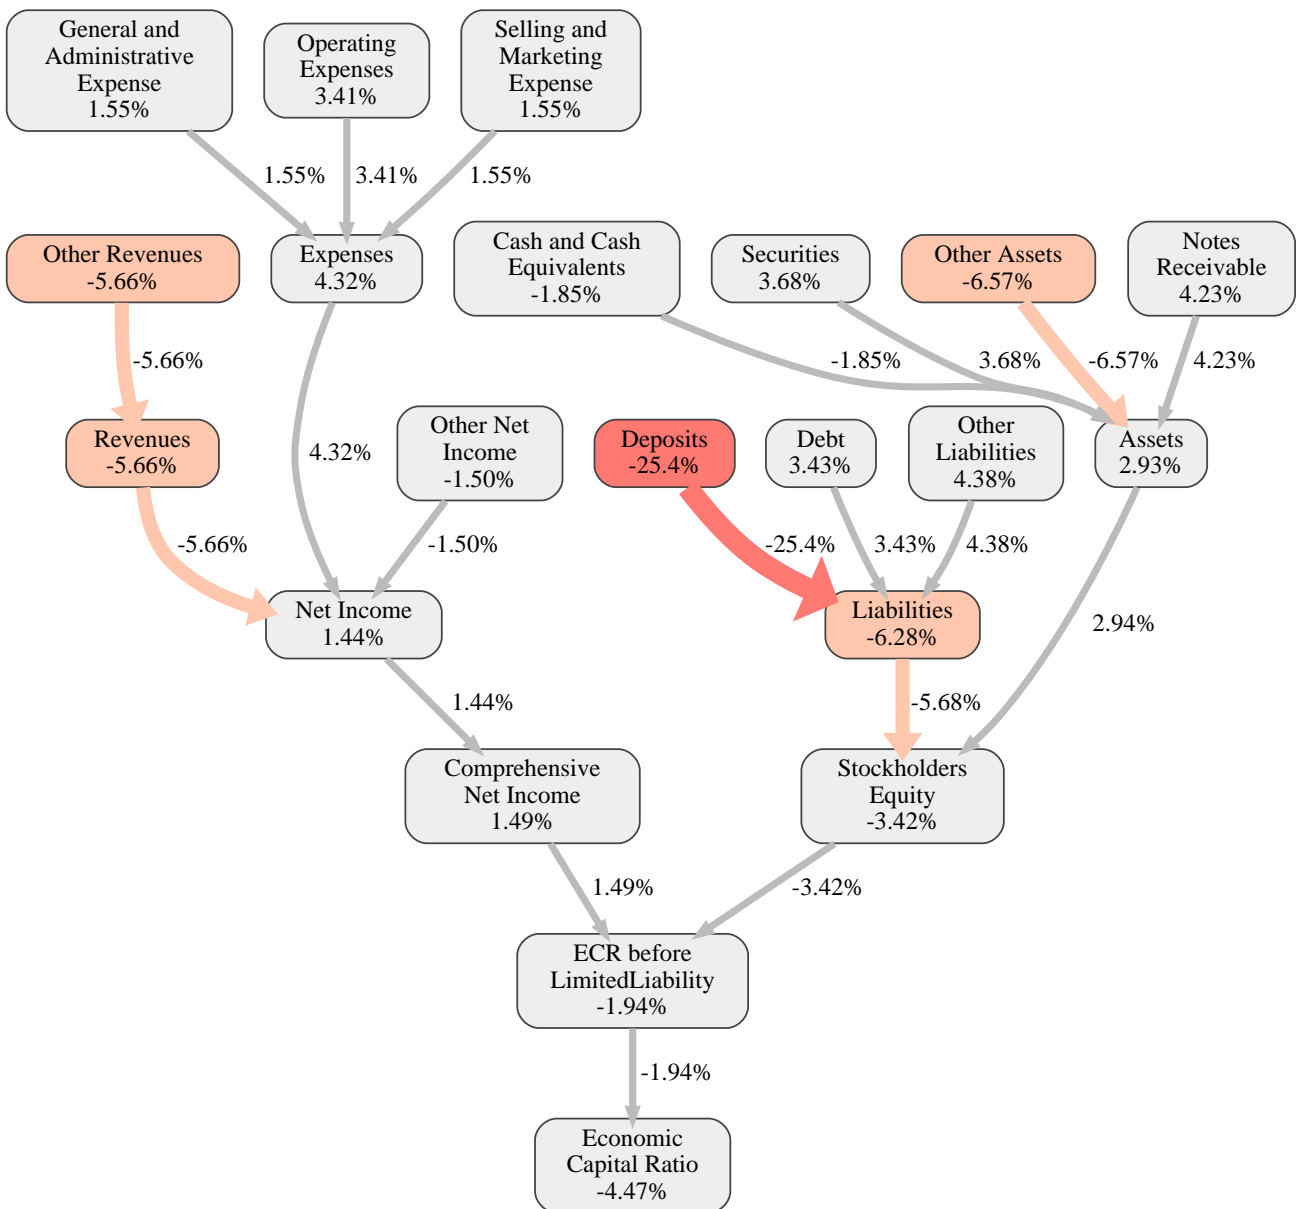 General and
Administrative
Expense
1.55%
Operating
Expenses
3.41%
Selling and
Marketing
Expense
1.55%
1.55%
3.41%
1.55%
Other Revenues
-5.66%
Expenses
4.32%
Cash and Cash
Equivalents
-1.85%
Securities
3.68%
Other Assets
-6.57%
Notes
Receivable
4.23%
-5.66%
-1.85%
3.68%
-6.57%
4.23%
Revenues
-5.66%
4.32%
Other Net
Income
-1.50%
Deposits
-25.4%
Debt
3.43%
Other
Liabilities
4.38%
Assets
2.93%
-5.66%
-1.50%
-25.4%
3.43%
4.38%
Net Income
1.44%
Liabilities
-6.28%
2.94%
1.44%
-5.68%
Comprehensive
Net Income
1.49%
Stockholders
Equity
-3.42%
1.49%
-3.42%
ECR before
LimitedLiability
-1.94%
-1.94%
Economic
Capital Ratio
-4.47%